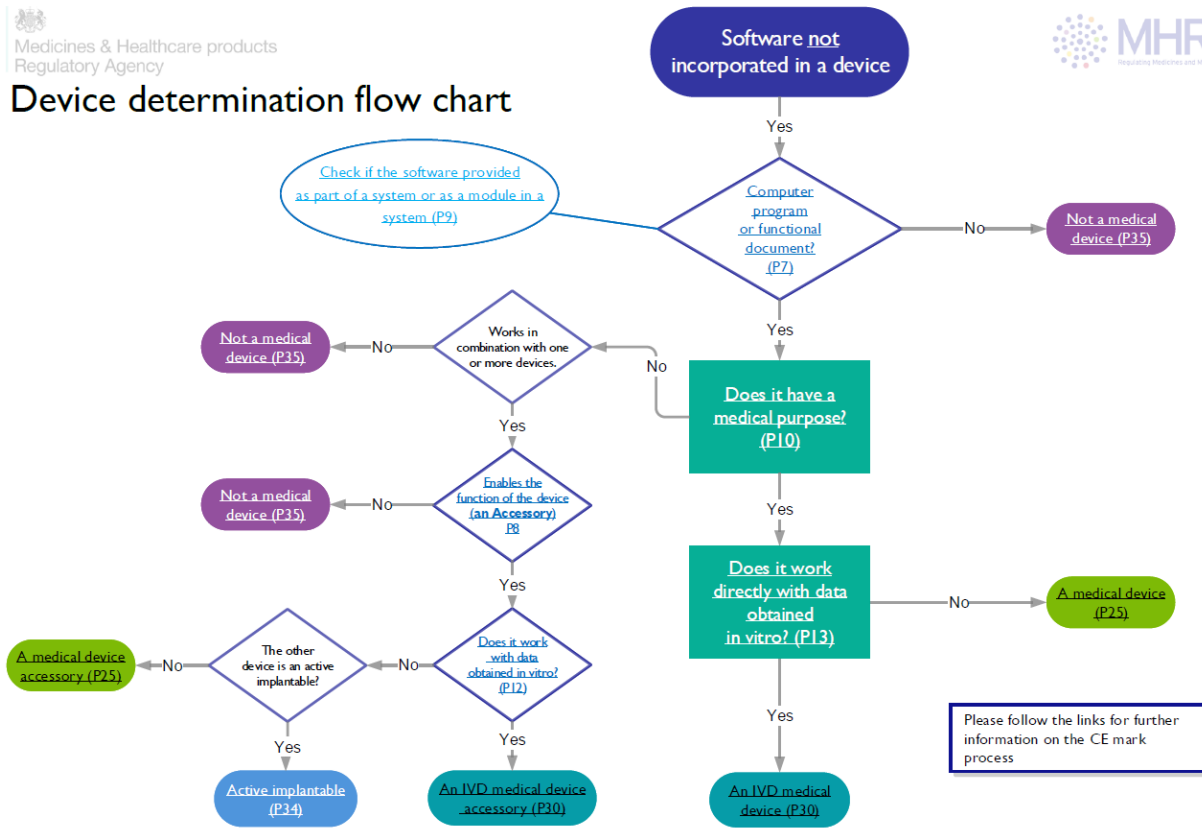 Medicines & Healthcare products
Regulatory Agency
Device determination flow chart
Software not
incorporated in a device
MHR
Yes
Check if the software provided
as part of a system or as a module in a
system (P9)
Computer
program
or functional
document?
(P7)
No
Not a medical
device (P35)
Yes
Works in
combination with one
or more devices.
No
Not a medical
device (P35)
No
Does it have a
medical purpose?
(P10)
Yes
Enables the
function of the device
(an Accessory)
P8
No
Not a medical
device (P35)
Yes
Does it work
directly with data
obtained
in vitro? (P13)
No
A medical device
(P25)
Yes
Does it work
with data
obtained in vitro?
(P12)
No
The other
device is an active
implantable?
No
A medical device
accessory (P25)
Yes
Yes
Yes
Please follow the links for further
information on the CE mark
process
Active implantable
(P34)
An IVD medical device
accessory (P30)
An IVD medical
device (P30)